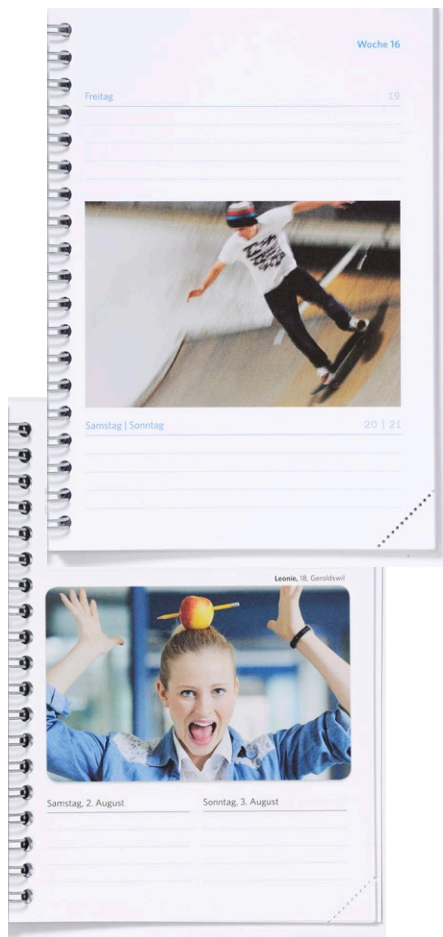 Woche 16
Freitag 19
Samstag | Sonntag 20 | 21
Leonie, 18, Geroldswil
Samstag, 2. August Sonntag, 3. August